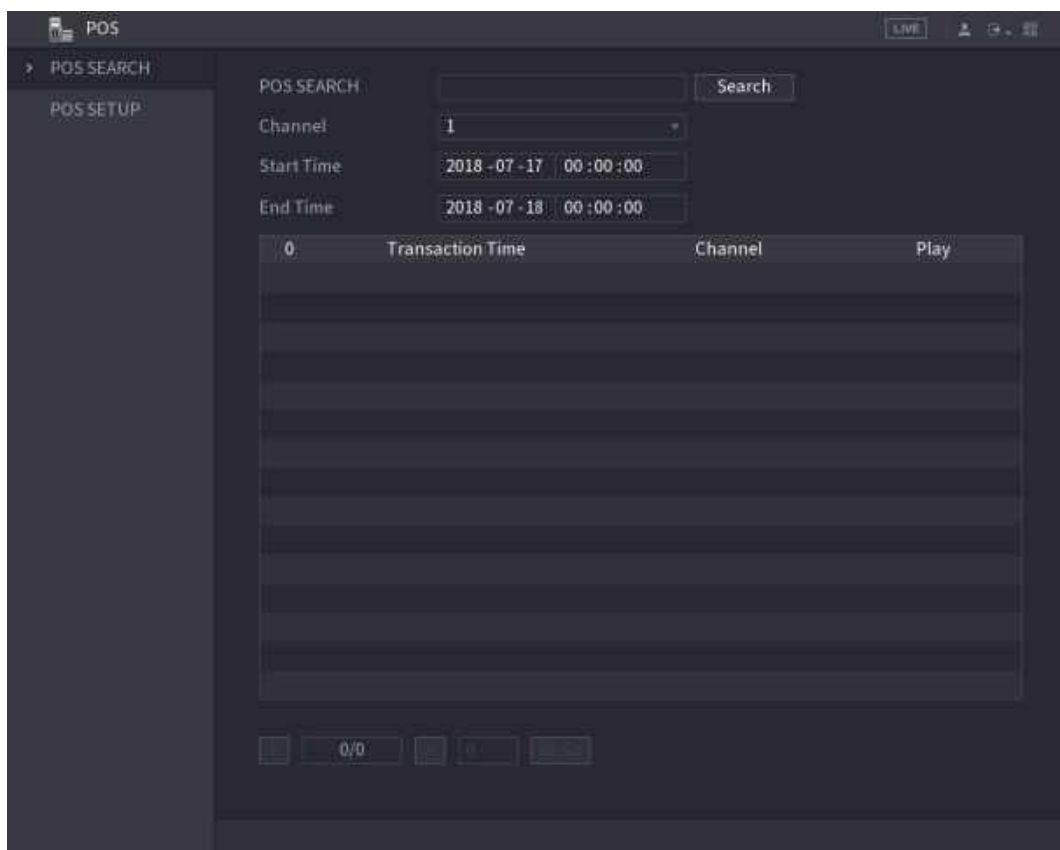 POS
LIVE
POS SEARCH
POS SETUP
POS SEARCH Search
Channel 1
Start Time 2018 -07 -17 00 :00 :00
End Time 2018 -07 -18 00 :00 :00
0 Transaction Time Channel Play
0/0